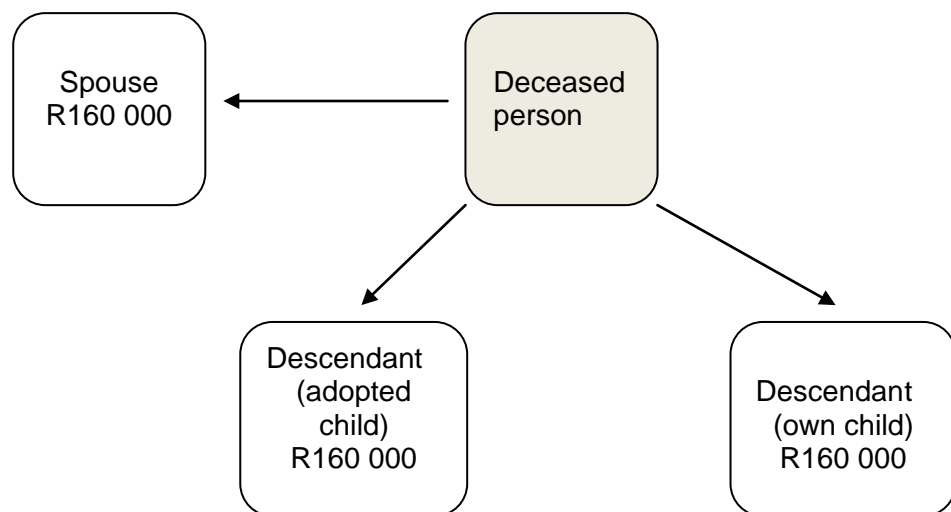 Spouse
R160 000
Deceased
person
Descendant
(adopted
child)
R160 000
Descendant
(own child)
R160 000